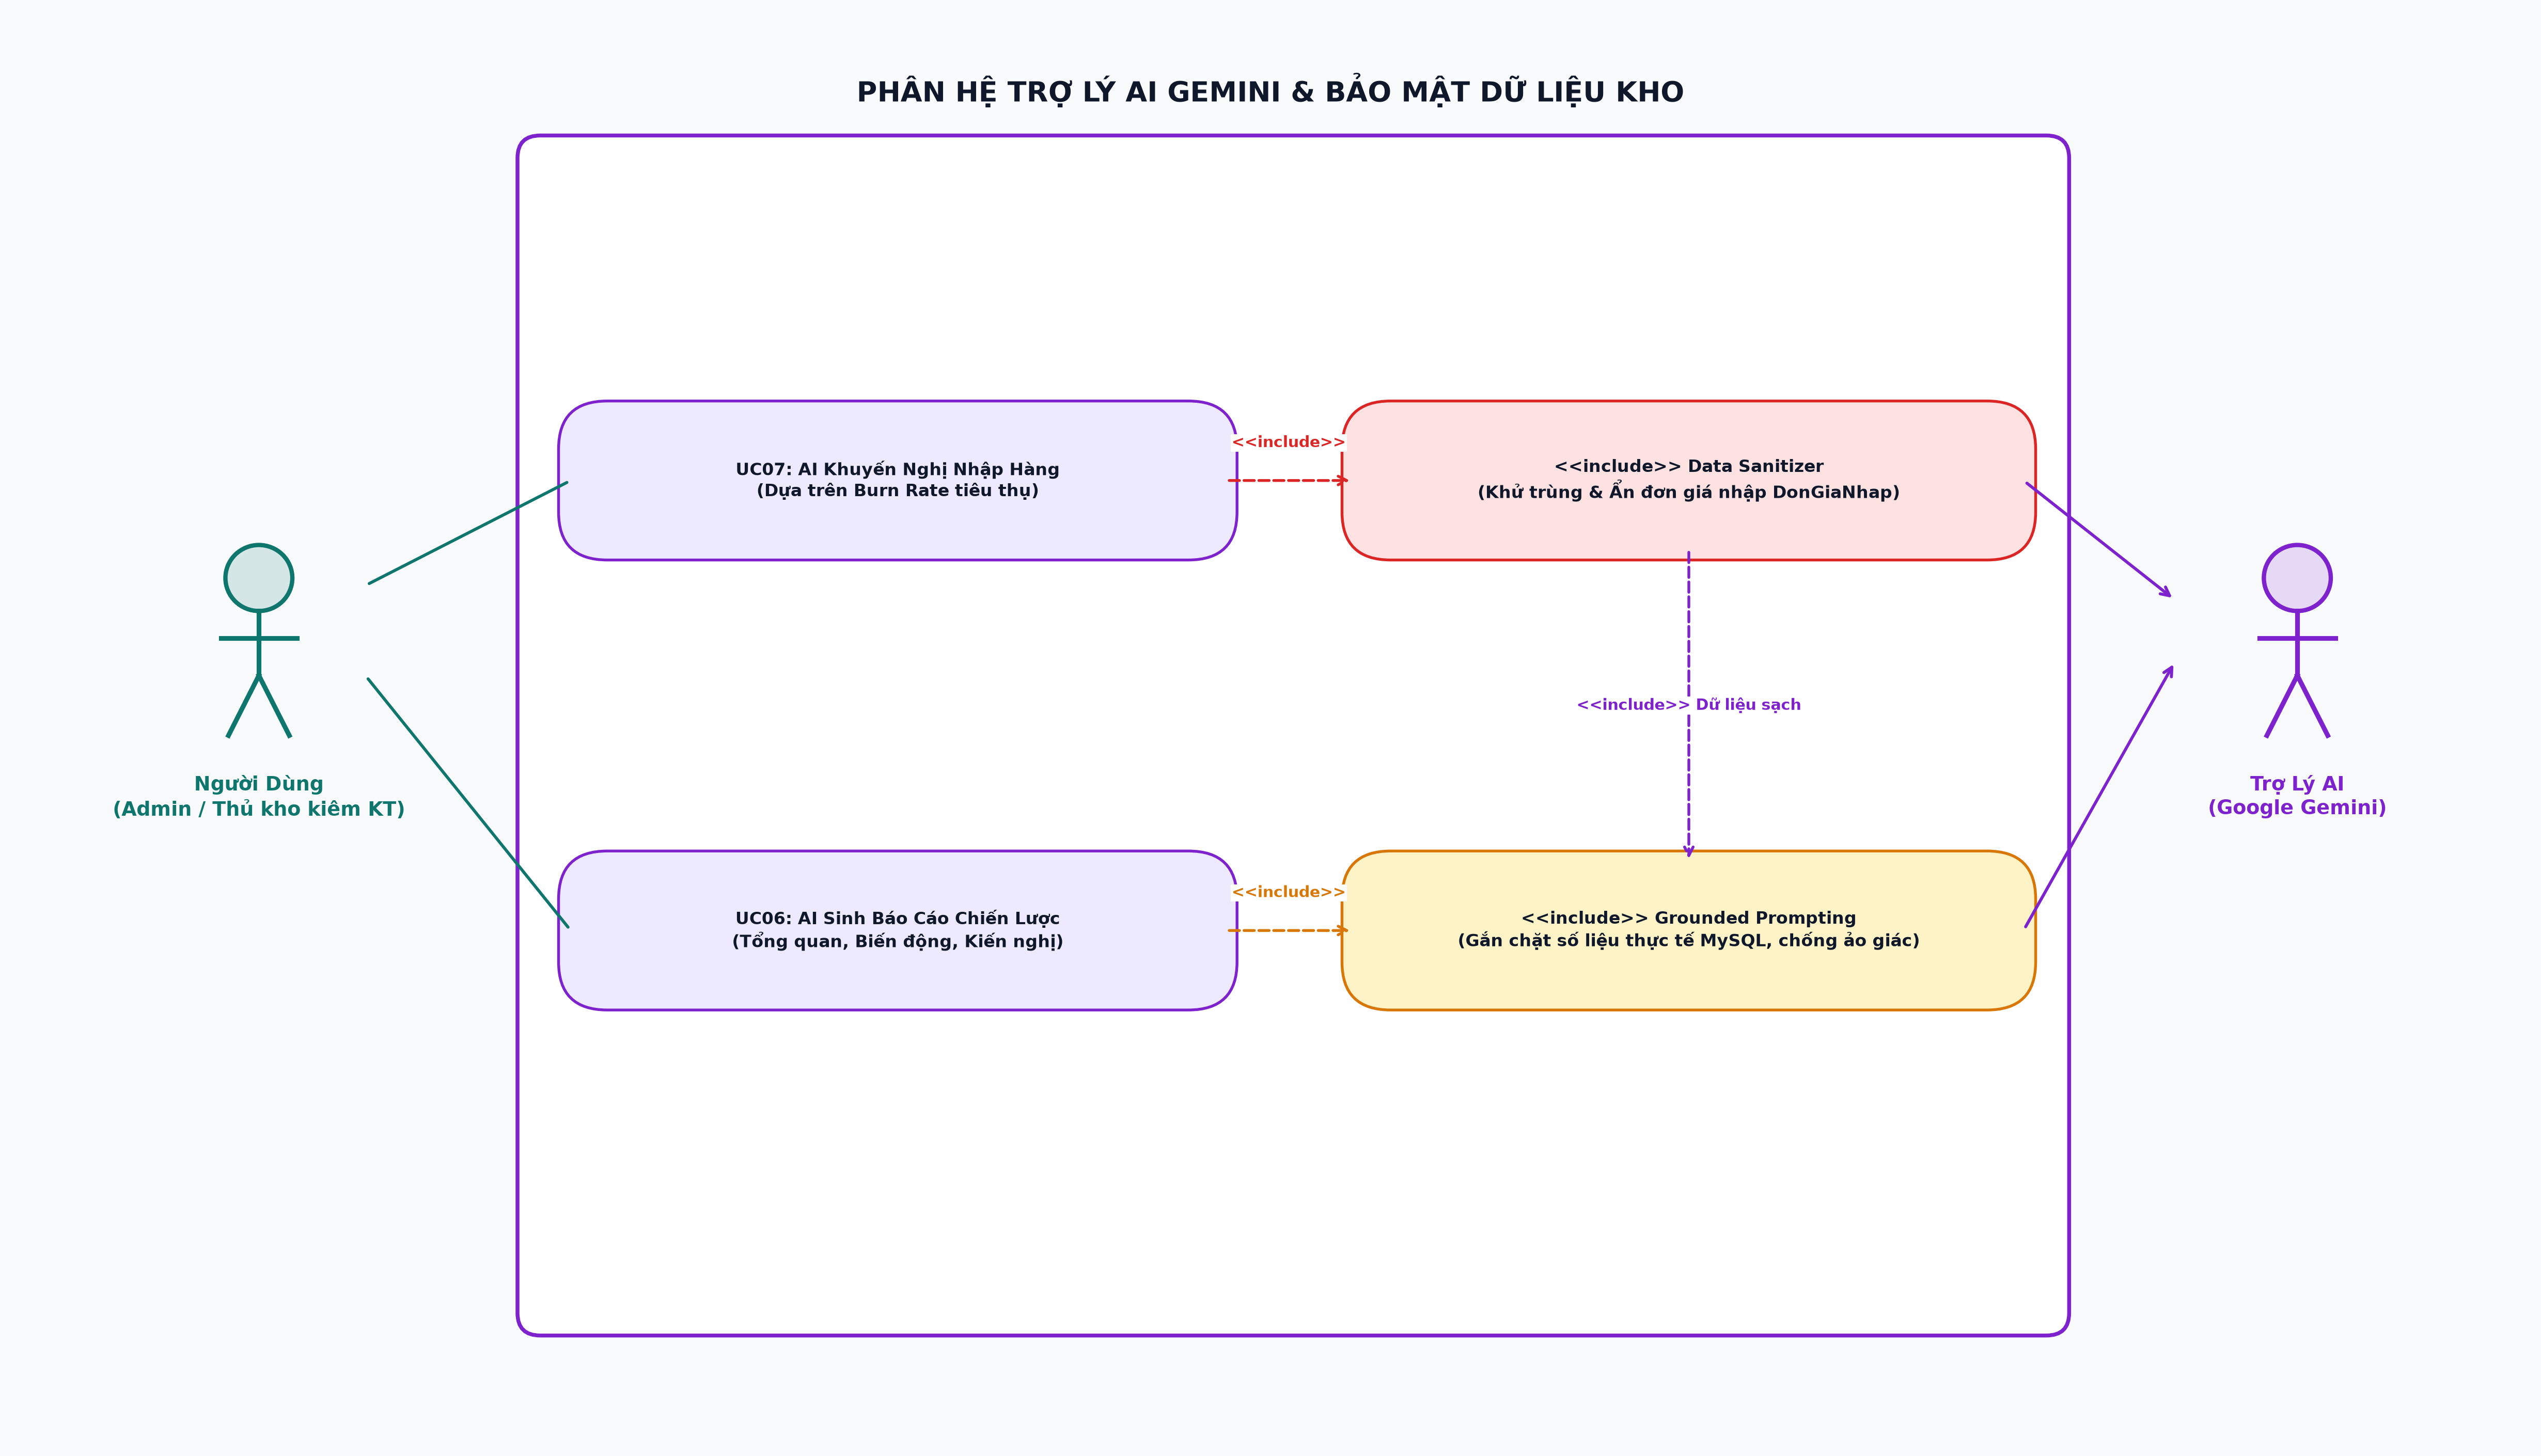 PHÂN HỆ TRỢ LÝ AI GEMINI & BẢO MẬT DỮ LIỆU KHO
UC07: AI Khuyến Nghị Nhập Hàng
(Dựa trên Burn Rate tiêu thụ)
<<include>>
<<include>> Data Sanitizer
(Khử trùng & Ẩn đơn giá nhập DonGiaNhap)
<<include>> Dữ liệu sạch
Người Dùng
(Admin / Thủ kho kiêm KT)
Trợ Lý AI
(Google Gemini)
UC06: AI Sinh Báo Cáo Chiến Lược
(Tổng quan, Biến động, Kiến nghị)
<<include>>
<<include>> Grounded Prompting
(Gắn chặt số liệu thực tế MySQL, chống ảo giác)